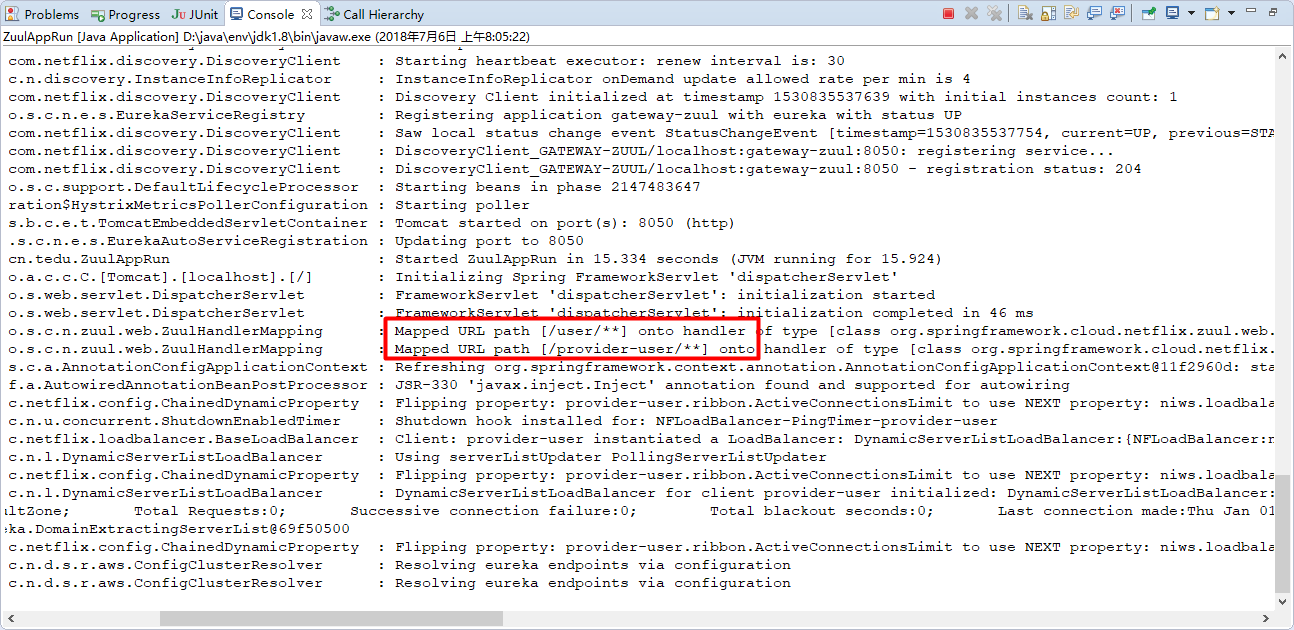 Problems Progress JUnit Console Call Hierarchy
ZuulAppRun [Java Application] D:\java\env\jdk1.8\bin\javaw.exe (2018年7月6日 上午8:05:22)
com.netflix.discovery.DiscoveryClient : Starting heartbeat executor: renew interval is: 30
c.n.discovery.InstanceInfoReplicator : InstanceInfoReplicator onDemand update allowed rate per min is 4
com.netflix.discovery.DiscoveryClient : Discovery Client initialized at timestamp 1530835537639 with initial instances count: 1
o.s.c.n.e.s.EurekaServiceRegistry : Registering application gateway-zuul with eureka with status UP
com.netflix.discovery.DiscoveryClient : Saw local status change event StatusChangeEvent [timestamp=1530835537754, current=UP, previous=STA
com.netflix.discovery.DiscoveryClient : DiscoveryClient_GATEWAY-ZUUL/localhost:gateway-zuul:8050: registering service...
com.netflix.discovery.DiscoveryClient : DiscoveryClient_GATEWAY-ZUUL/localhost:gateway-zuul:8050 - registration status: 204
o.s.c.support.DefaultLifecycleProcessor : Starting beans in phase 2147483647
ration$HystrixMetricsPollerConfiguration : Starting poller
s.b.c.e.t.TomcatEmbeddedServletContainer : Tomcat started on port(s): 8050 (http)
.s.c.n.e.s.EurekaAutoServiceRegistration : Updating port to 8050
cn.tedu.ZuulAppRun : Started ZuulAppRun in 15.334 seconds (JVM running for 15.924)
o.a.c.c.C.[Tomcat].[localhost].[/] : Initializing Spring FrameworkServlet 'dispatcherServlet'
o.s.web.servlet.DispatcherServlet : FrameworkServlet 'dispatcherServlet': initialization started
o.s.web.servlet.DispatcherServlet : FrameworkServlet 'dispatcherServlet': initialization completed in 46 ms
o.s.c.n.zuul.web.ZuulHandlerMapping : Mapped URL path [/user/**] onto handler of type [class org.springframework.cloud.netflix.zuul.web.
o.s.c.n.zuul.web.ZuulHandlerMapping : Mapped URL path [/provider-user/**] onto handler of type [class org.springframework.cloud.netflix.
s.c.a.AnnotationConfigApplicationContext : Refreshing org.springframework.context.annotation.AnnotationConfigApplicationContext@11f2960d: sta
f.a.AutowiredAnnotationBeanPostProcessor : JSR-330 'javax.inject.Inject' annotation found and supported for autowiring
c.netflix.config.ChainedDynamicProperty : Flipping property: provider-user.ribbon.ActiveConnectionsLimit to use NEXT property: niws.loadbala
c.n.u.concurrent.ShutdownEnabledTimer : Shutdown hook installed for: NFLoadBalancer-PingTimer-provider-user
c.netflix.loadbalancer.BaseLoadBalancer : Client: provider-user instantiated a LoadBalancer: DynamicServerListLoadBalancer:{NFLoadBalancer:n
c.n.l.DynamicServerListLoadBalancer : Using serverListUpdater PollingServerListUpdater
c.netflix.config.ChainedDynamicProperty : Flipping property: provider-user.ribbon.ActiveConnectionsLimit to use NEXT property: niws.loadbala
c.n.l.DynamicServerListLoadBalancer : DynamicServerListLoadBalancer for client provider-user initialized: DynamicServerListLoadBalancer:
ultZone; Total Requests:0; Successive connection failure:0; Total blackout seconds:0; Last connection made:Thu Jan 01
eka.DomainExtractingServerList@69f50500
c.netflix.config.ChainedDynamicProperty : Flipping property: provider-user.ribbon.ActiveConnectionsLimit to use NEXT property: niws.loadbala
c.n.d.s.r.aws.ConfigClusterResolver : Resolving eureka endpoints via configuration
c.n.d.s.r.aws.ConfigClusterResolver : Resolving eureka endpoints via configuration